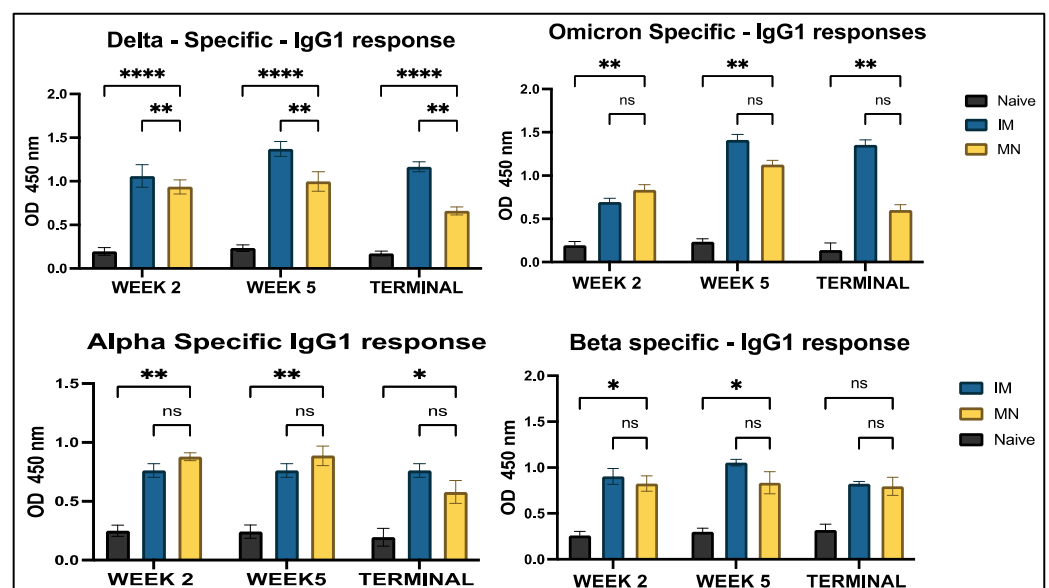 Delta - Specific - IgG1 response
**** **** ****
** ** **
2.0
1.5
1.0
0.5
0.0
OD 450 nm
WEEK 2 WEEK 5 TERMINAL
Omicron Specific - IgG1 responses
** ** **
ns ns ns
2.0
1.5
1.0
0.5
0.0
OD 450 nm
WEEK 2 WEEK 5 TERMINAL
Naive
IM
MN
Alpha Specific IgG1 response
** ** *
ns ns ns
1.5
1.0
0.5
0.0
OD 450 nm
WEEK 2 WEEK5 TERMINAL
Beta specific - IgG1 response
* * ns
ns ns ns
2.0
1.5
1.0
0.5
0.0
OD 450 nm
WEEK 2 WEEK 5 TERMINAL
IM
MN
Naive